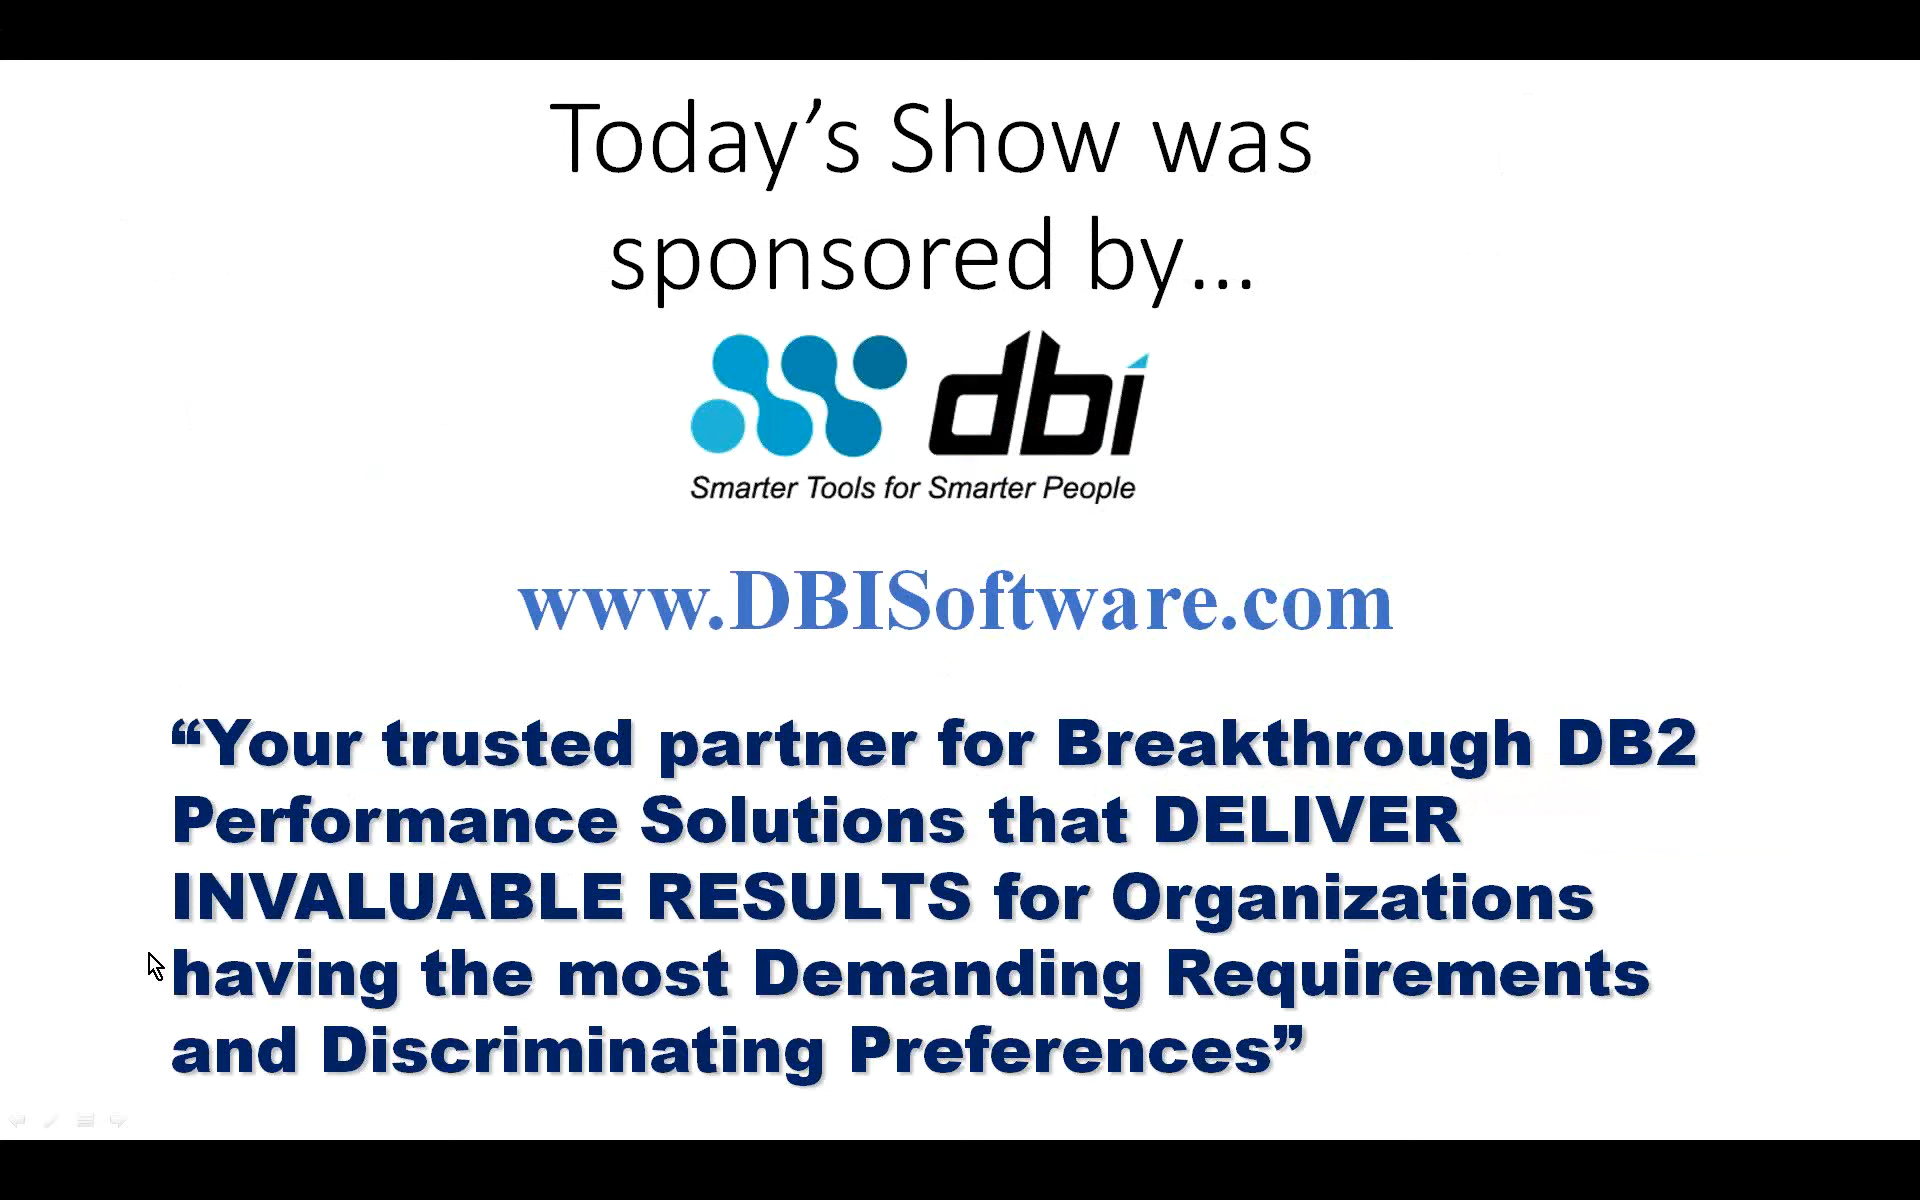 Today’s Show was
sponsored by...
dbi
Smarter Tools for Smarter People
www.DBISoftware.com
“Your trusted partner for Breakthrough DB2
Performance Solutions that DELIVER
INVALUABLE RESULTS for Organizations
having the most Demanding Requirements
and Discriminating Preferences”